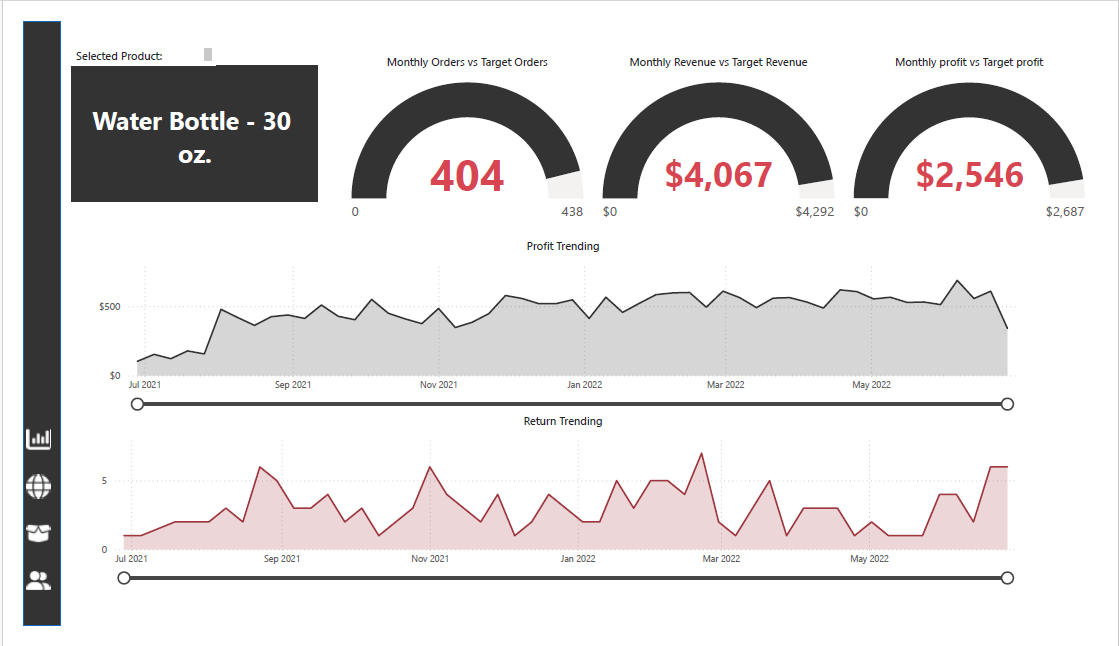 Selected Product:
Water Bottle - 30
oz.
Monthly Orders vs Target Orders
404
0
438
Monthly Revenue vs Target Revenue
$4,067
$0
$4,292
Monthly profit vs Target profit
$2,546
$0
$2,687
Profit Trending
$500
$0
Jul 2021 Sep 2021 Nov 2021 Jan 2022 Mar 2022 May 2022
Return Trending
5
0
Jul 2021 Sep 2021 Nov 2021 Jan 2022 Mar 2022 May 2022